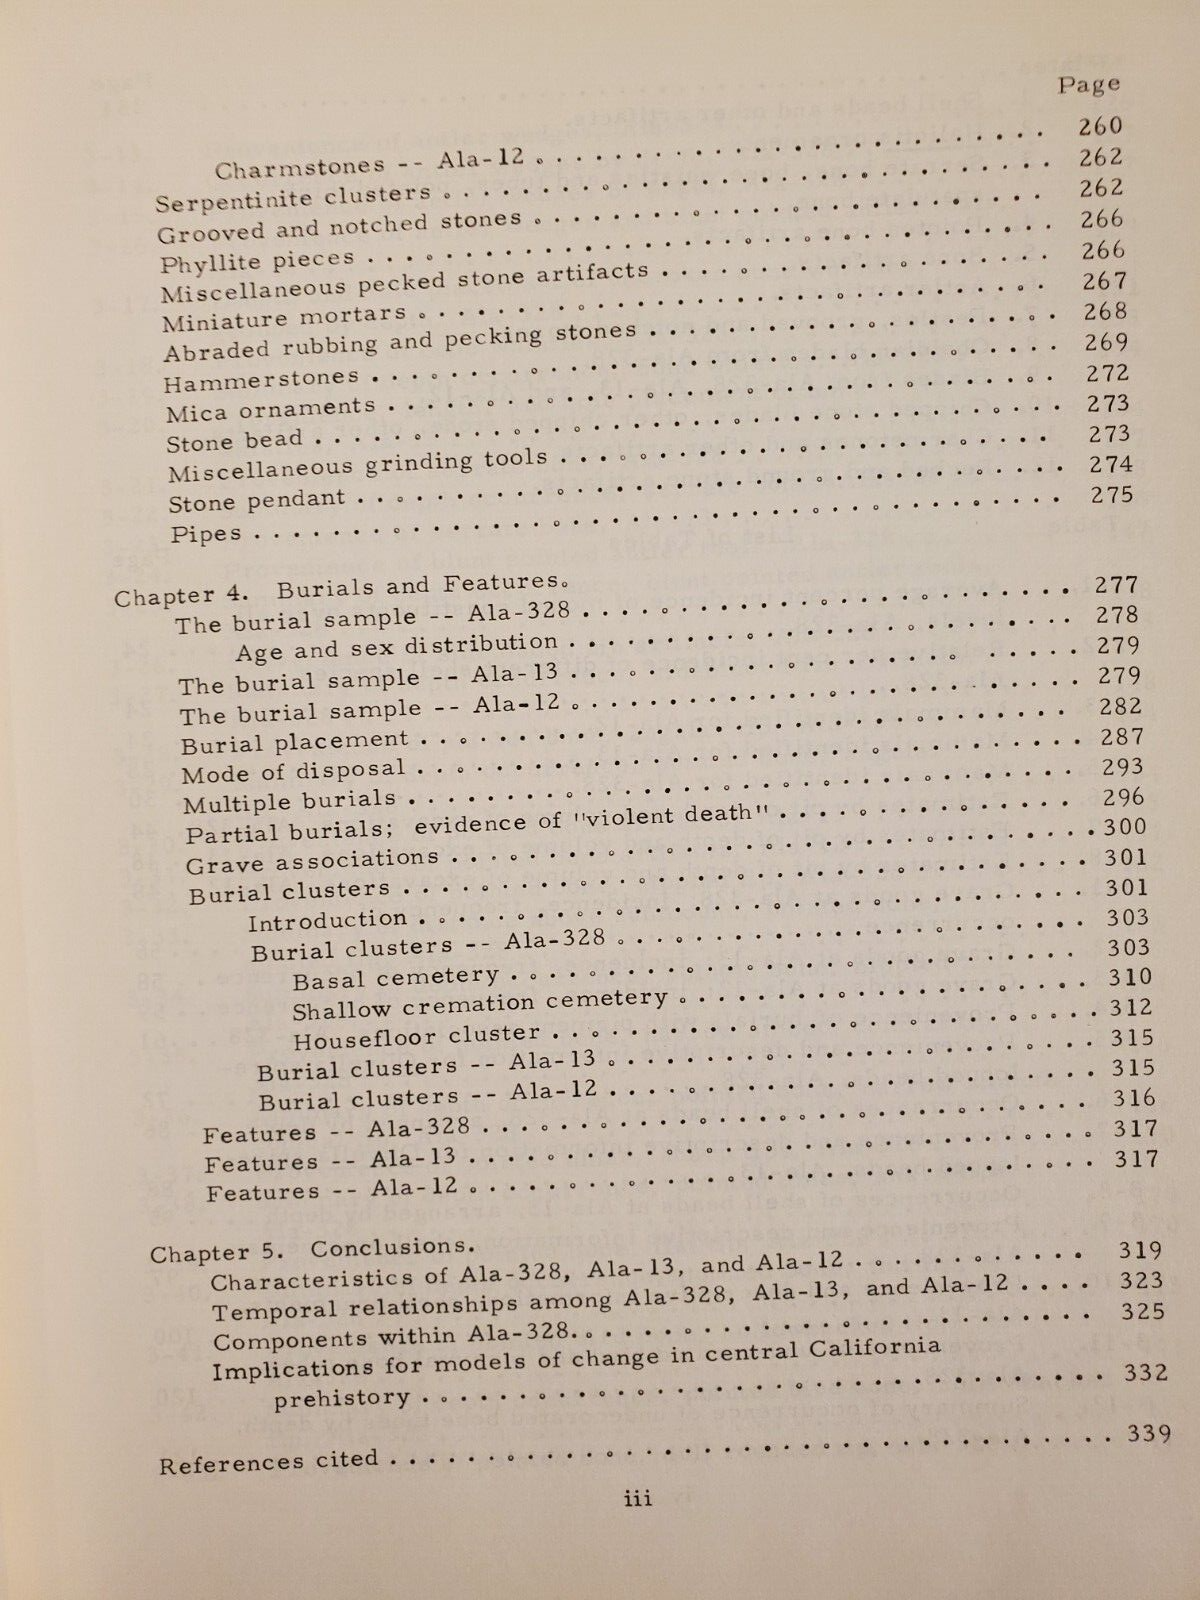 Page
Charmstones -- Ala-12 . . . . . . . . . . 260
Serpentinite clusters . . . . . . . . . . 262
Grooved and notched stones . . . . . . . . . . 262
Phyllite pieces . . . . . . . . . . 266
Miscellaneous pecked stone artifacts . . . . . . . . . . 266
Miniature mortars . . . . . . . . . . 267
Abraded rubbing and pecking stones . . . . . . . . . . 268
Hammerstones . . . . . . . . . . 269
Mica ornaments . . . . . . . . . . 272
Stone bead . . . . . . . . . . 273
Miscellaneous grinding tools . . . . . . . . . . 273
Stone pendant . . . . . . . . . . 274
Pipes . . . . . . . . . . 275
Chapter 4. Burials and Features.
The burial sample -- Ala-328 . . . . . . . . . . 277
Age and sex distribution . . . . . . . . . . 278
The burial sample -- Ala-13 . . . . . . . . . . 279
The burial sample -- Ala-12 . . . . . . . . . . 279
Burial placement . . . . . . . . . . 282
Mode of disposal . . . . . . . . . . 287
Multiple burials . . . . . . . . . . 293
Partial burials; evidence of "violent death" . . . . . . . . . . 296
Grave associations . . . . . . . . . . 300
Burial clusters . . . . . . . . . . 301
Introduction . . . . . . . . . . 301
Burial clusters -- Ala-328 . . . . . . . . . . 303
Basal cemetery . . . . . . . . . . 303
Shallow cremation cemetery . . . . . . . . . . 310
Housefloor cluster . . . . . . . . . . 312
Burial clusters -- Ala-13 . . . . . . . . . . 315
Burial clusters -- Ala-12 . . . . . . . . . . 315
Features -- Ala-328 . . . . . . . . . . 316
Features -- Ala-13 . . . . . . . . . . 317
Features -- Ala-12 . . . . . . . . . . 317
Chapter 5. Conclusions.
Characteristics of Ala-328, Ala-13, and Ala-12 . . . . . . . . . . 319
Temporal relationships among Ala-328, Ala-13, and Ala-12 . . . . 323
Components within Ala-328. . . . . . . . . . . 325
Implications for models of change in central California
prehistory . . . . . . . . . . 332
References cited . . . . . . . . . . 339
iii